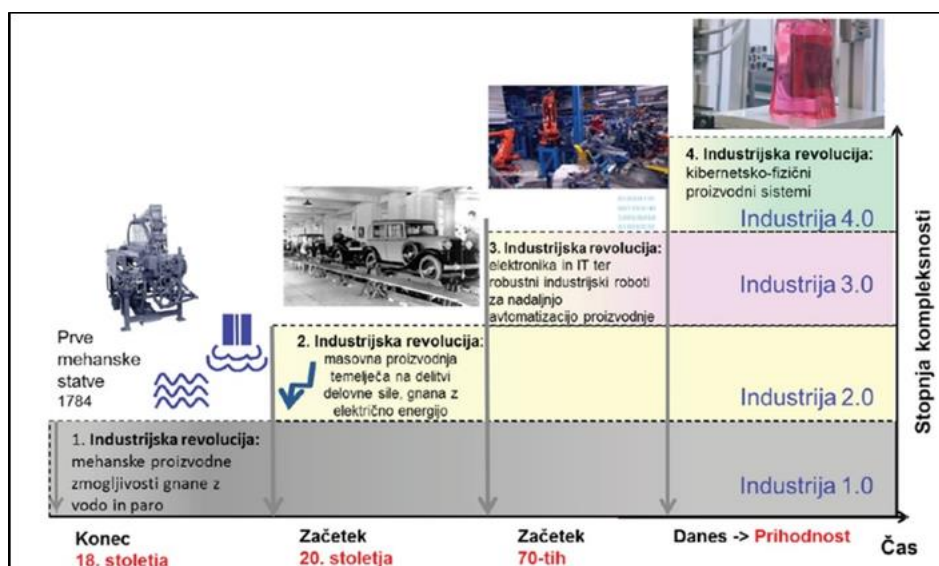 4. Industrijska revolucija:
kibernetsko-fizični
proizvodni sistemi
Industrija 4.0
3. Industrijska revolucija:
elektronika in IT ter
robustni industrijski roboti
za nadaljnjo
avtomatizacijo proizvodnje
Industrija 3.0
Prve
mehanske
statve
1784
2. Industrijska revolucija:
masovna proizvodnja
temelječa na delitvi
delovne sile, gnana z
električno energijo
Industrija 2.0
1. Industrijska revolucija:
mehanske proizvodne
zmogljivosti gnane z
vodo in paro
Industrija 1.0
Stopnja kompleksnosti
Konec
18. stoletja
Začetek
20. stoletja
Začetek
70-tih
Danes -> Prihodnost
Čas